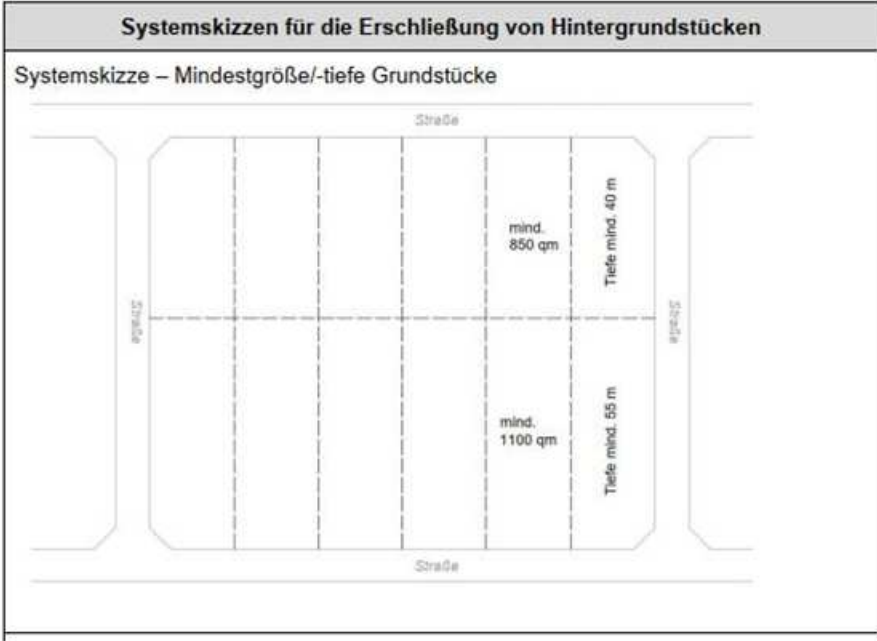 Systemskizzen für die Erschließung von Hintergrundstücken
Systemskizze – Mindestgröße/-tiefe Grundstücke
Straße
mind.
850 qm
Tiefe mind. 40 m
Straße
Straße
mind.
1100 qm
Tiefe mind. 55 m
Straße